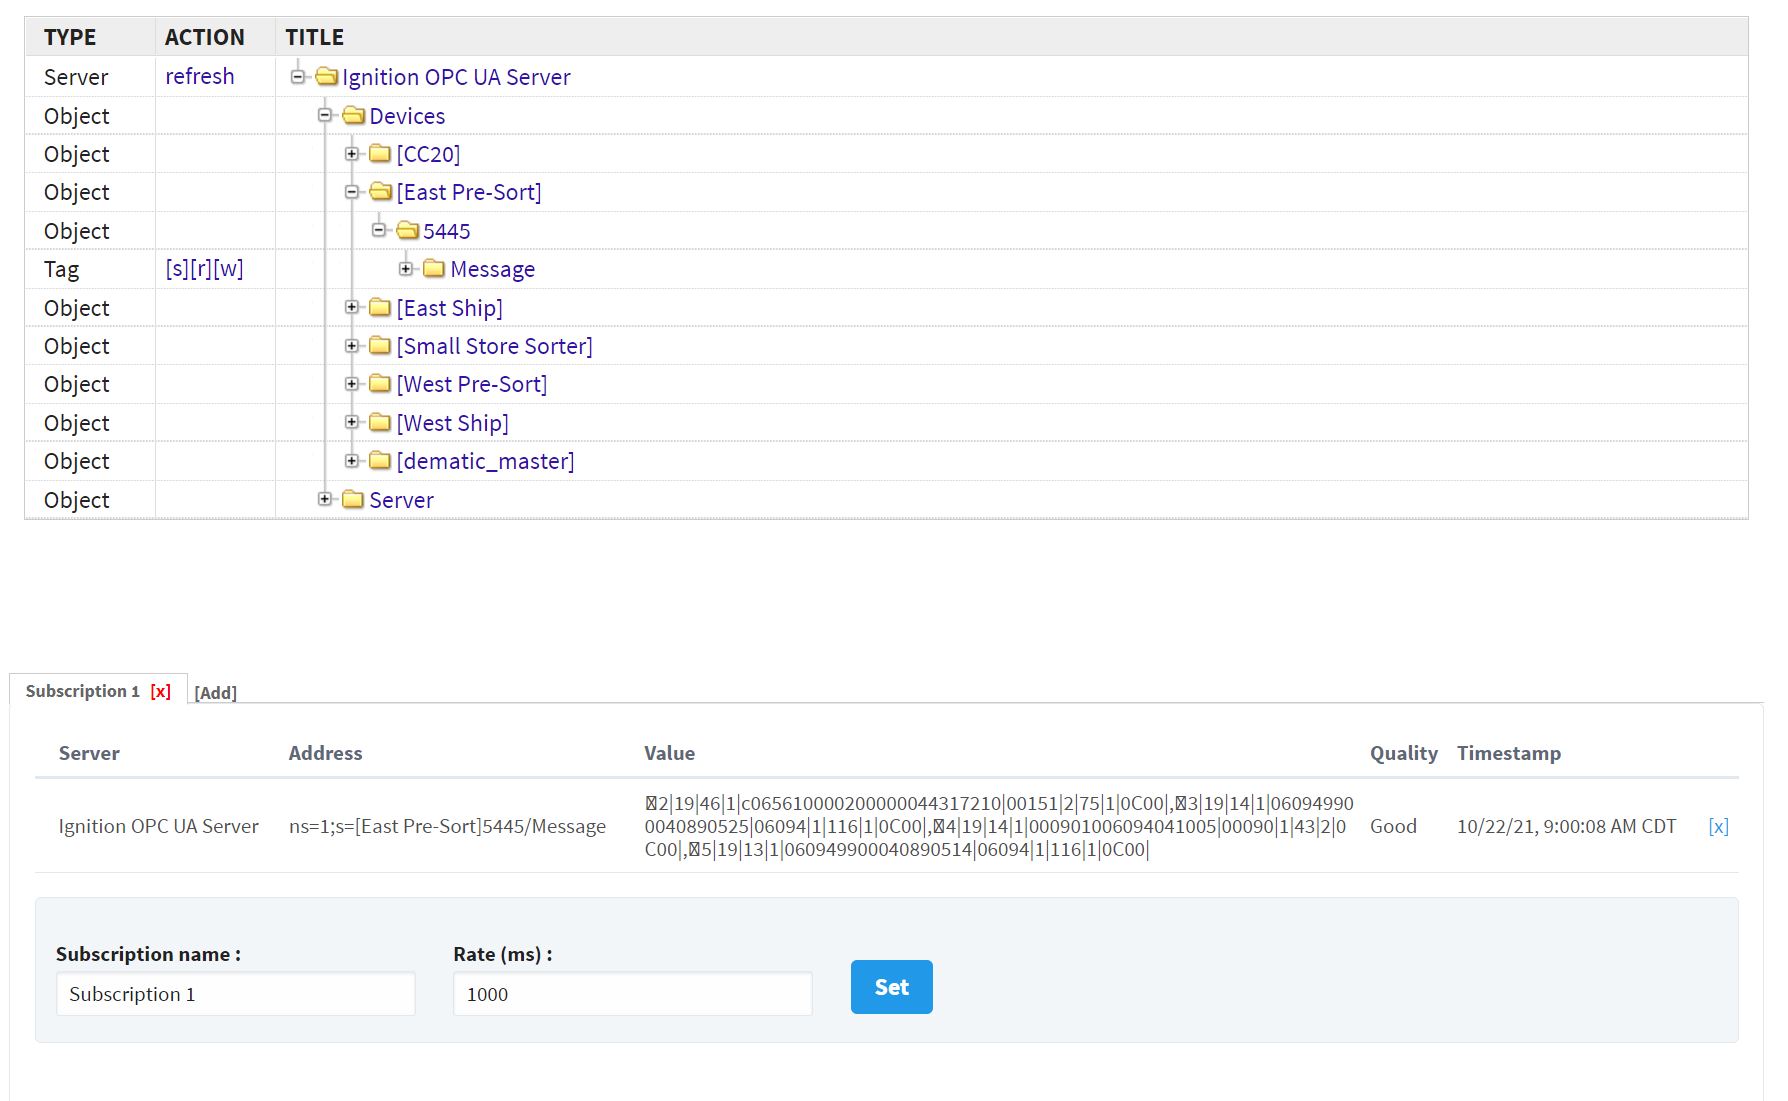 TYPE ACTION TITLE
Server refresh Ignition OPC UA Server
Object Devices
Object [CC20]
Object [East Pre-Sort]
Object 5445
Tag [s][r][w] Message
Object [East Ship]
Object [Small Store Sorter]
Object [West Pre-Sort]
Object [West Ship]
Object [dematic_master]
Object Server
Subscription 1 [x] [Add]
Server Address Value Quality Timestamp
Ignition OPC UA Server ns=1;s=[East Pre-Sort]5445/Message
2|19|46|1|c065610000200000044317210|00151|2|75|1|0C00|,3|19|14|1|06094990
0040890525|06094|1|116|1|0C00|,4|19|14|1|000901006094041005|00090|1|43|2|0
C00|,5|19|13|1|060949900040890514|06094|1|116|1|0C00|
Good 10/22/21, 9:00:08 AM CDT [x]
Subscription name : Rate (ms) :
Subscription 1 1000 Set